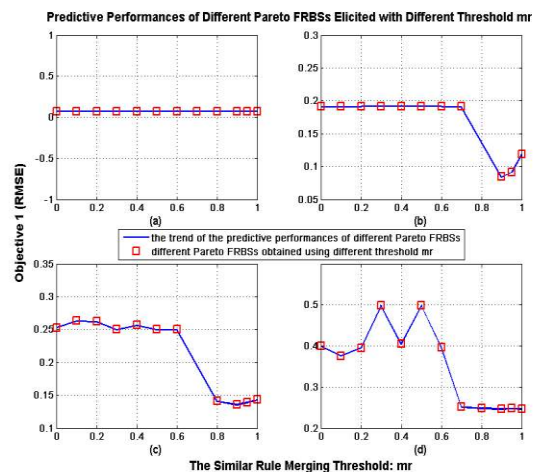 Predictive Performances of Different Pareto FRBSs Elicited with Different Threshold mr
Objective 1 (RMSE)
1
0.5
0
-0.5
-1
0 0.2 0.4 0.6 0.8 1
(a)
0.3
0.25
0.2
0.15
0.1
0.05
0 0.2 0.4 0.6 0.8 1
(b)
the trend of the predictive performances of different Pareto FRBSs
different Pareto FRBSs obtained using different threshold mr
0.35
0.3
0.25
0.2
0.15
0.1
0 0.2 0.4 0.6 0.8 1
(c)
0.5
0.4
0.3
0.2
0 0.2 0.4 0.6 0.8 1
(d)
The Similar Rule Merging Threshold: mr